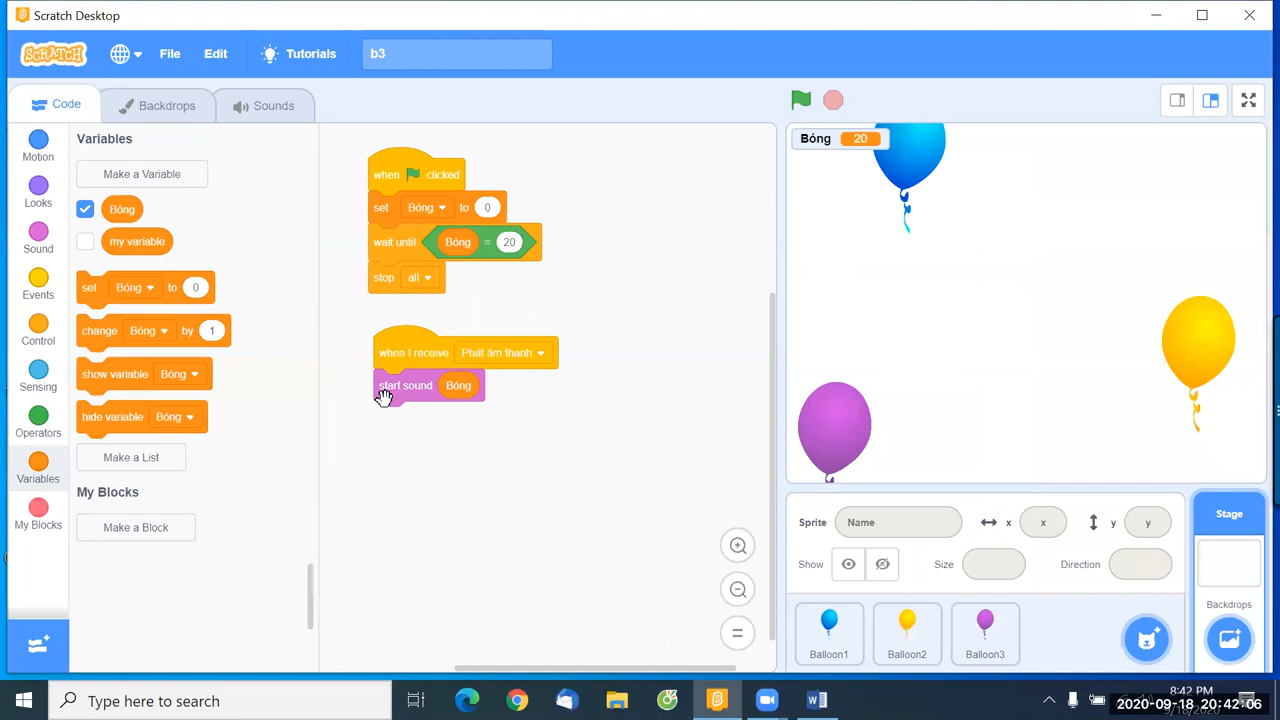 Scratch Desktop
SCRATCH File Edit Tutorials b3
Code Backdrops Sounds
Motion
Looks
Sound
Events
Control
Sensing
Operators
Variables
My Blocks
Variables
Make a Variable
Bóng
my variable
set Bóng to 0
change Bóng by 1
show variable Bóng
hide variable Bóng
Make a List
My Blocks
Make a Block
when clicked
set Bóng to 0
wait until Bóng = 20
stop all
when I receive Phát âm thanh
start sound Bóng
Bóng 20
Sprite Name x x y y
Show Size Direction
Balloon1 Balloon2 Balloon3
Stage
Backdrops
Type here to search
8:42 PM
2020-09-18 20:42:06